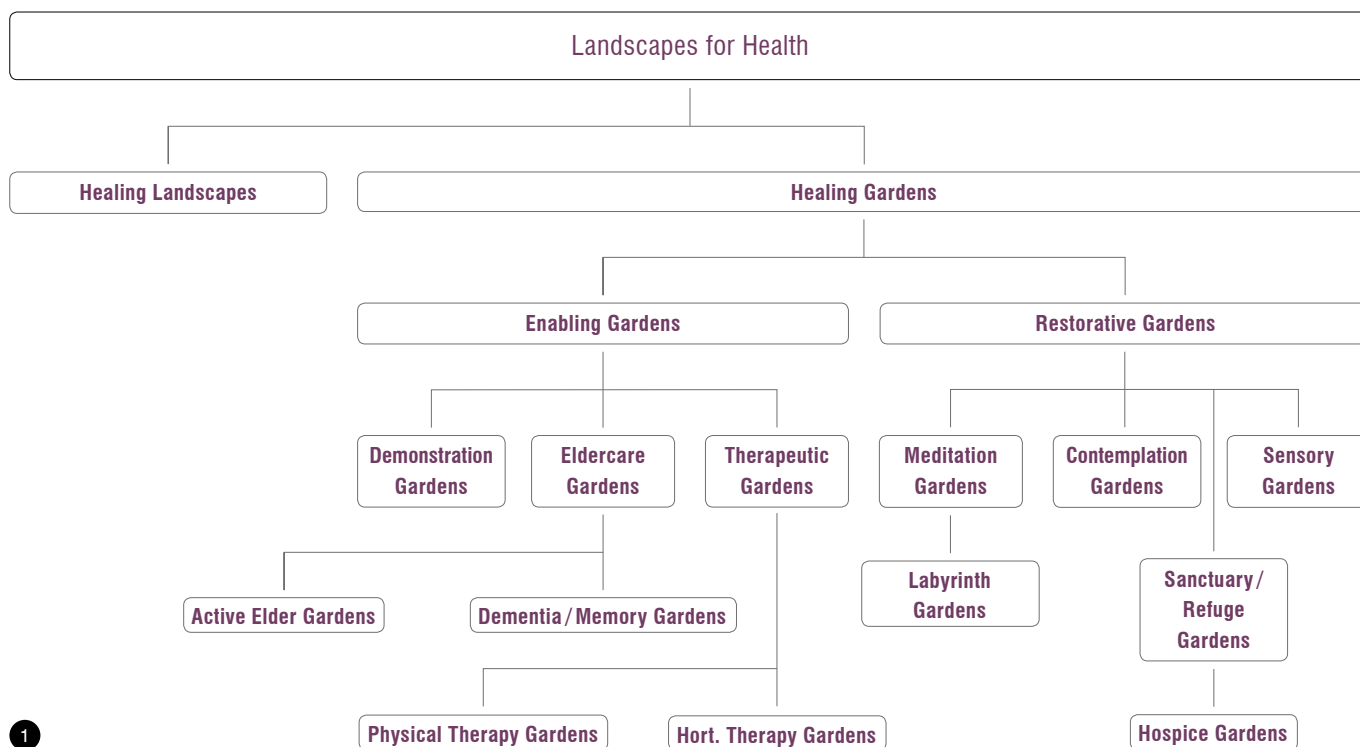 Landscapes for Health
Healing Landscapes
Healing Gardens
Enabling Gardens
Restorative Gardens
Demonstration
Gardens
Eldercare
Gardens
Therapeutic
Gardens
Meditation
Gardens
Contemplation
Gardens
Sensory
Gardens
Active Elder Gardens
Dementia / Memory Gardens
Labyrinth
Gardens
Sanctuary /
Refuge
Gardens
Physical Therapy Gardens
Hort. Therapy Gardens
Hospice Gardens
1